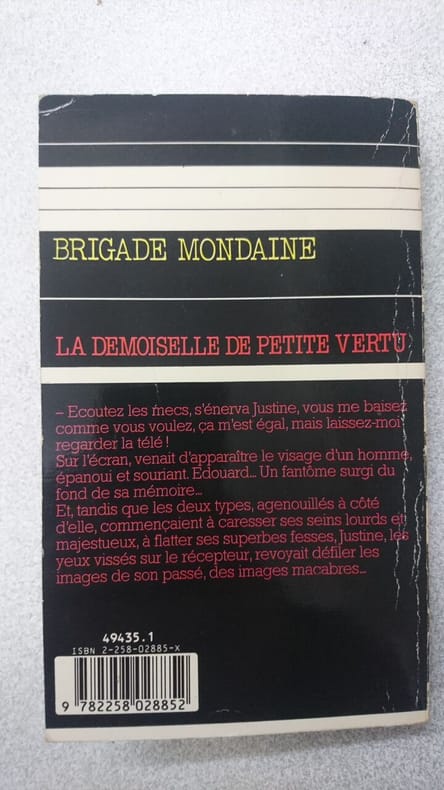 BRIGADE MONDAINE
LA DEMOISELLE DE PETITE VERTU
– Ecoutez les mecs, s'énerva Justine, vous me baisez
comme vous voulez, ça m'est égal, mais laissez-moi
regarder la télé !
Sur l'écran, venait d'apparaître le visage d'un homme,
épanoui et souriant. Edouard... Un fantôme surgi du
fond de sa mémoire...
Et, tandis que les deux types, agenouillés à côté
d'elle, commençaient à caresser ses seins lourds et
majestueux, à flatter ses superbes fesses, Justine, les
yeux vissés sur le récepteur, revoyait défiler les
images de son passé, des images macabres...
49435.1
ISBN 2-258-02885-X
9 782258 028852